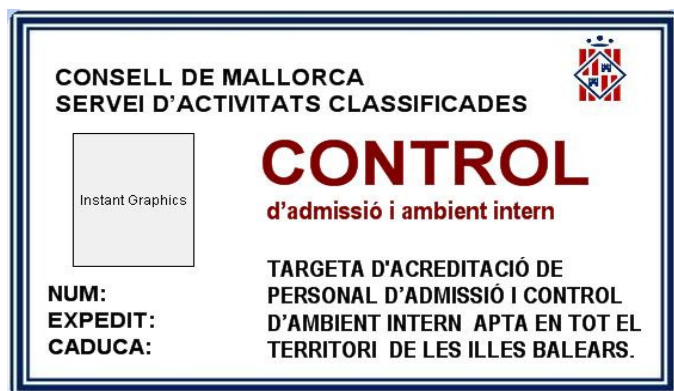 CONSELL DE MALLORCA
SERVEI D'ACTIVITATS CLASSIFICADES
Instant Graphics
CONTROL
d'admissió i ambient intern
NUM:
EXPEDIT:
CADUCA:
TARGETA D'ACREDITACIÓ DE
PERSONAL D'ADMISSIÓ I CONTROL
D'AMBIENT INTERN APTA EN TOT EL
TERRITORI DE LES ILLES BALEARS.